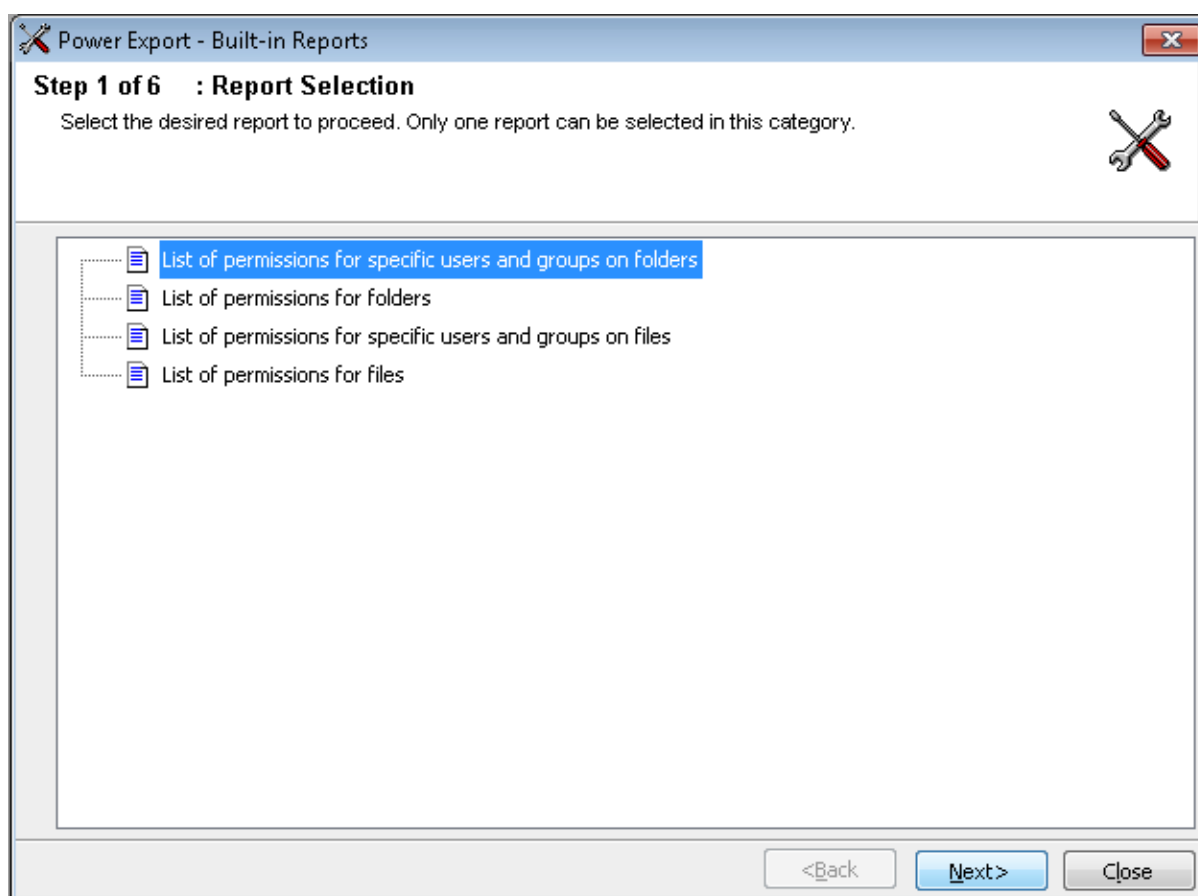 Power Export - Built-in Reports
Step 1 of 6 : Report Selection
Select the desired report to proceed. Only one report can be selected in this category.
List of permissions for specific users and groups on folders
List of permissions for folders
List of permissions for specific users and groups on files
List of permissions for files
<Back Next> Close